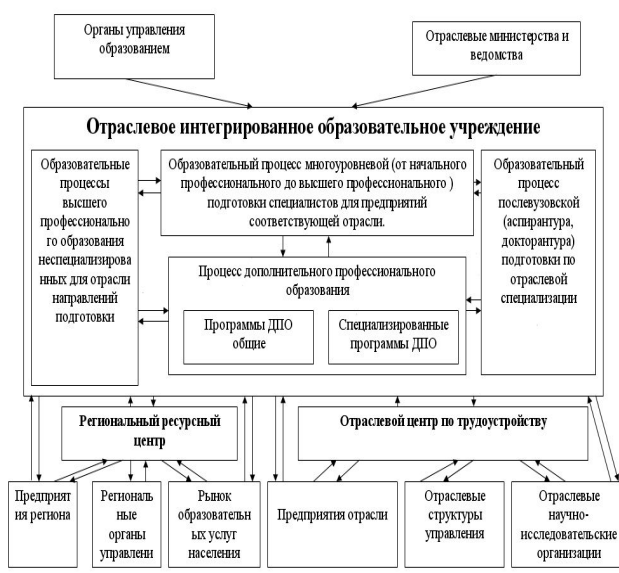 Органы управления
образованием
Отраслевые министерства и
ведомства
Отраслевое интегрированное образовательное учреждение
Образовательные
процессы
высшего
профессионально
го образования
неспециализирова
нных для отрасли
направлений
подготовки
Образовательный процесс многоуровневой (от начального
профессионального до высшего профессионального )
подготовки специалистов для предприятий
соответствующей отрасли.
Образовательный
процесс
послевузовской
(аспирантура,
докторантура)
подготовки по
отраслевой
специализации
Процесс дополнительного профессионального
образования
Программы ДПО
общие
Специализированные
программы ДПО
Региональный ресурсный
центр
Отраслевой центр по трудоустройству
Предприят
ия региона
Региональ
ные
органы
управлени
Рынок
образователь
ных услуг
населения
Предприятия отрасли
Отраслевые
структуры
управления
Отраслевые
научно-
исследовательские
организации